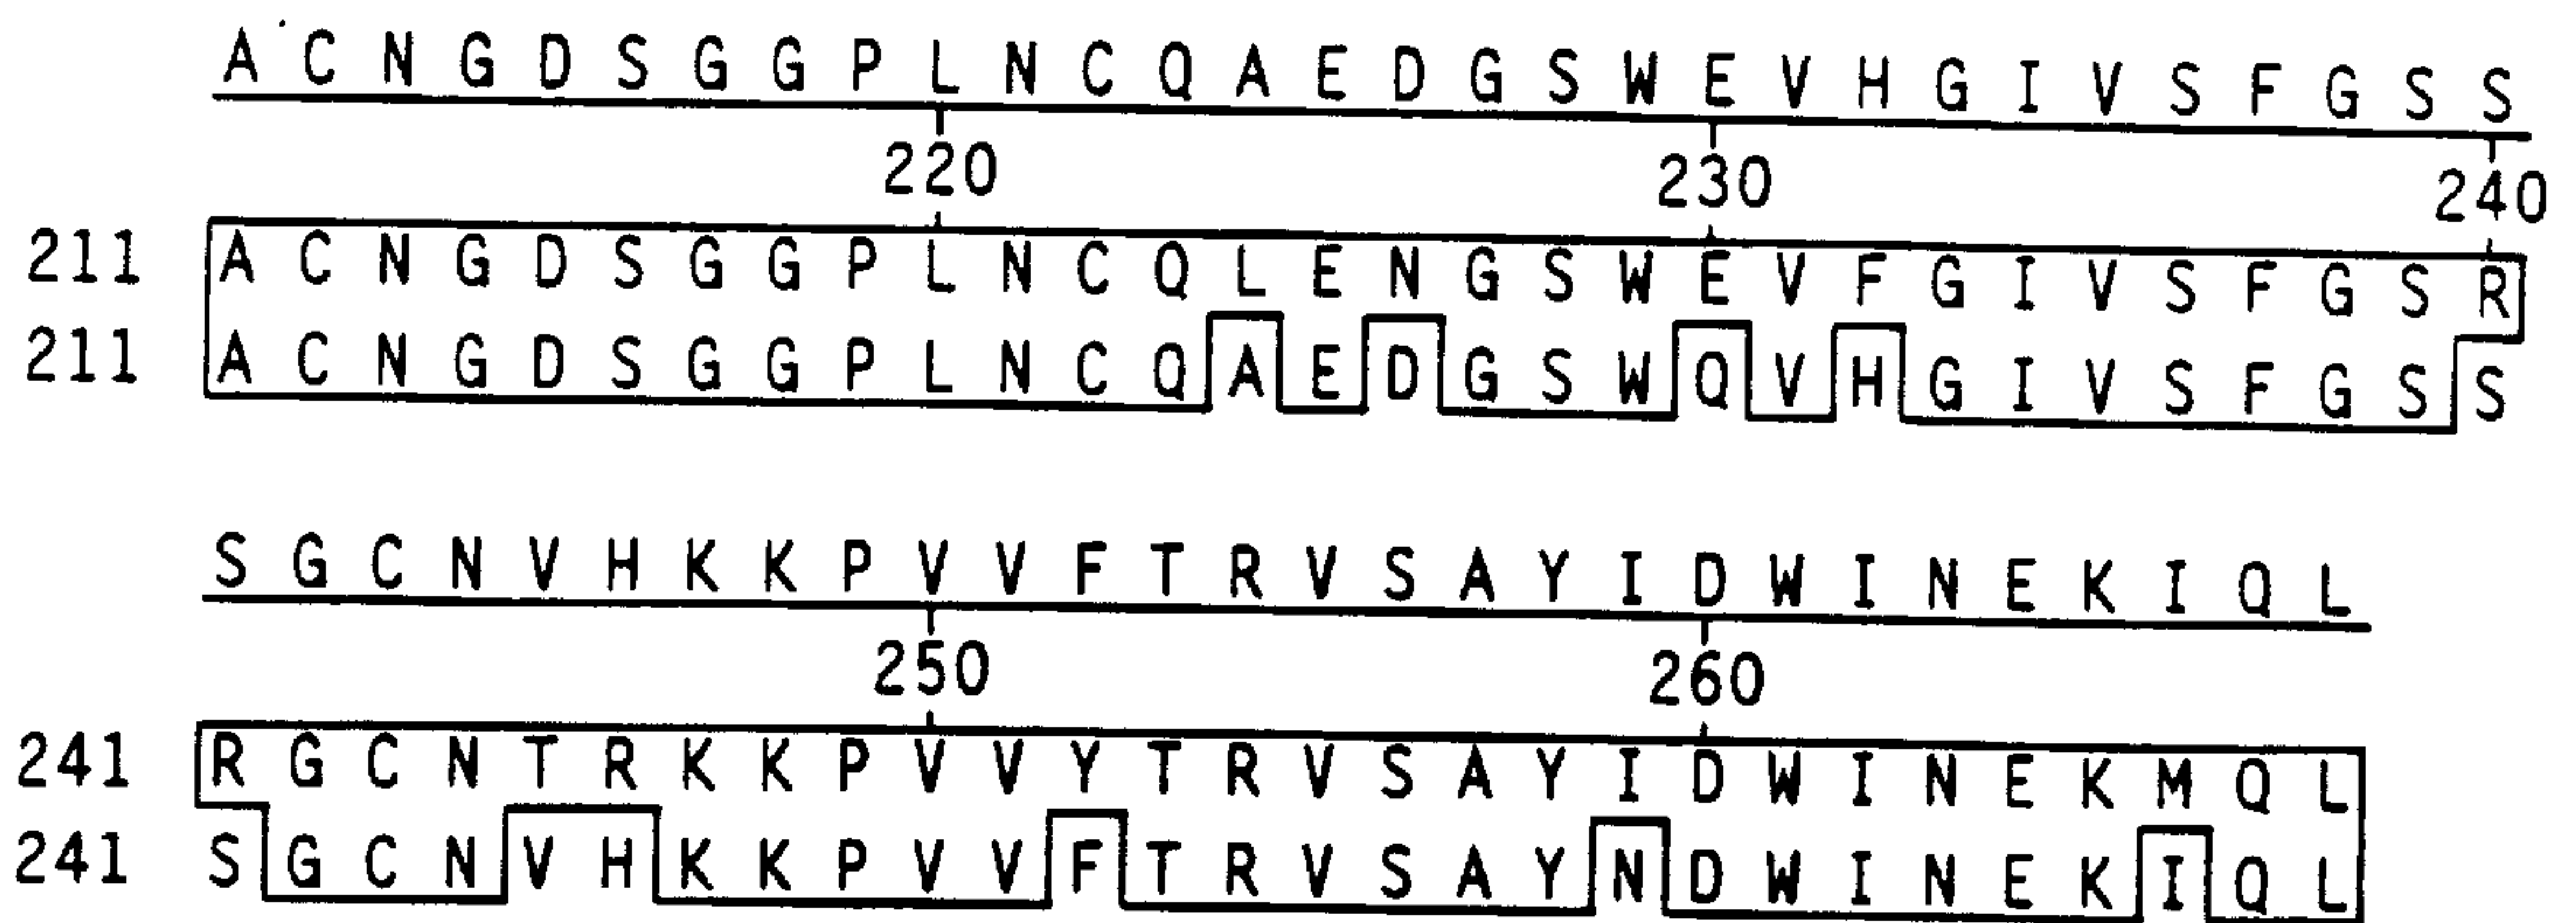 A C N G D S G G P L N C Q A E D G S W E V H G I V S F G S S
220 230 240
211 A C N G D S G G P L N C Q L E N G S W E V F G I V S F G S R
211 A C N G D S G G P L N C Q A E D G S W Q V H G I V S F G S S
S G C N V H K K P V V F T R V S A Y I D W I N E K I Q L
250 260
241 R G C N T R K K P V V Y T R V S A Y I D W I N E K M Q L
241 S G C N V H K K P V V F T R V S A Y N D W I N E K I Q L